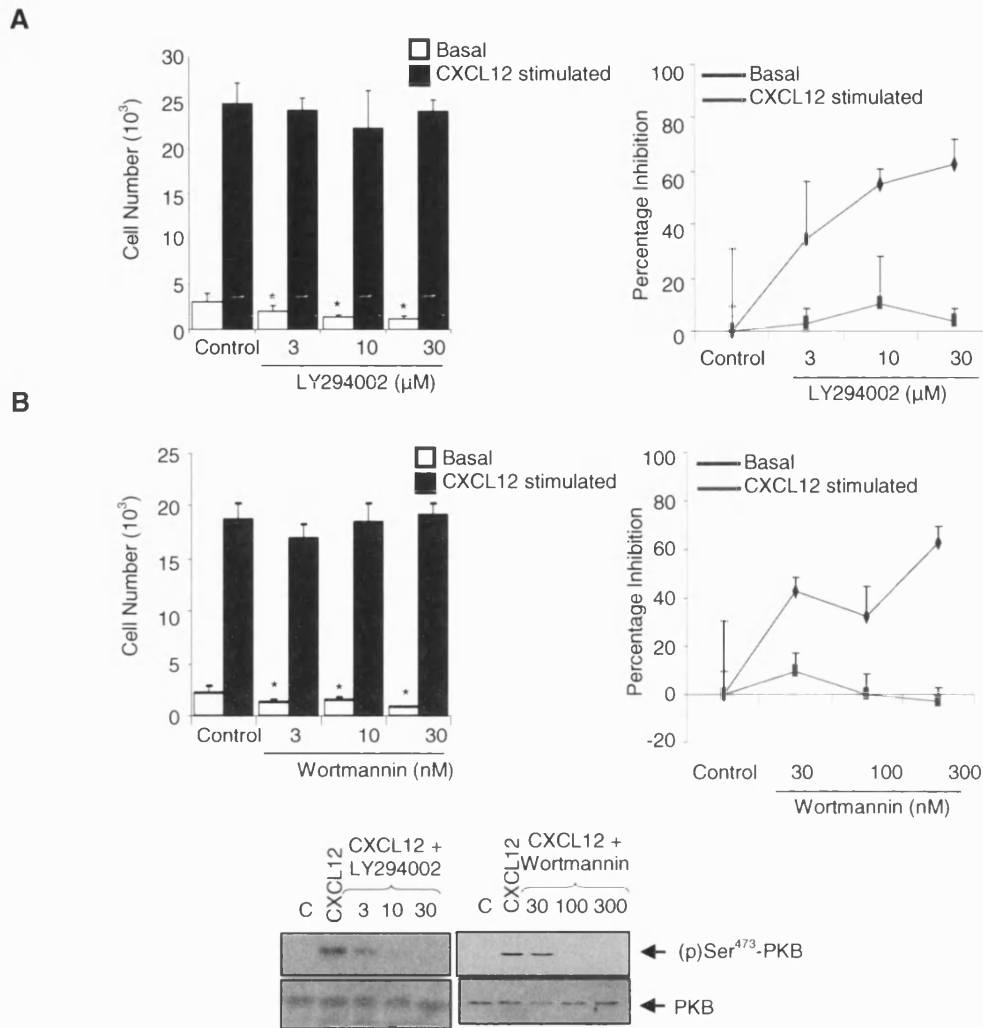 A
Basal
CXCL12 stimulated
30
25
20
15
10
5
0
Cell Number (10³)
* * *
Control 3 10 30
LY294002 (µM)
Basal
CXCL12 stimulated
100
80
60
40
20
0
Percentage Inhibition
Control 3 10 30
LY294002 (µM)
B
Basal
CXCL12 stimulated
25
20
15
10
5
0
Cell Number (10³)
* * *
Control 3 10 30
Wortmannin (nM)
Basal
CXCL12 stimulated
100
80
60
40
20
0
-20
Percentage Inhibition
Control 30 100 300
Wortmannin (nM)
CXCL12 +
LY294002
C CXCL12 3 10 30
CXCL12 +
Wortmannin
C CXCL12 30 100 300
(p)Ser⁴⁷³-PKB
PKB